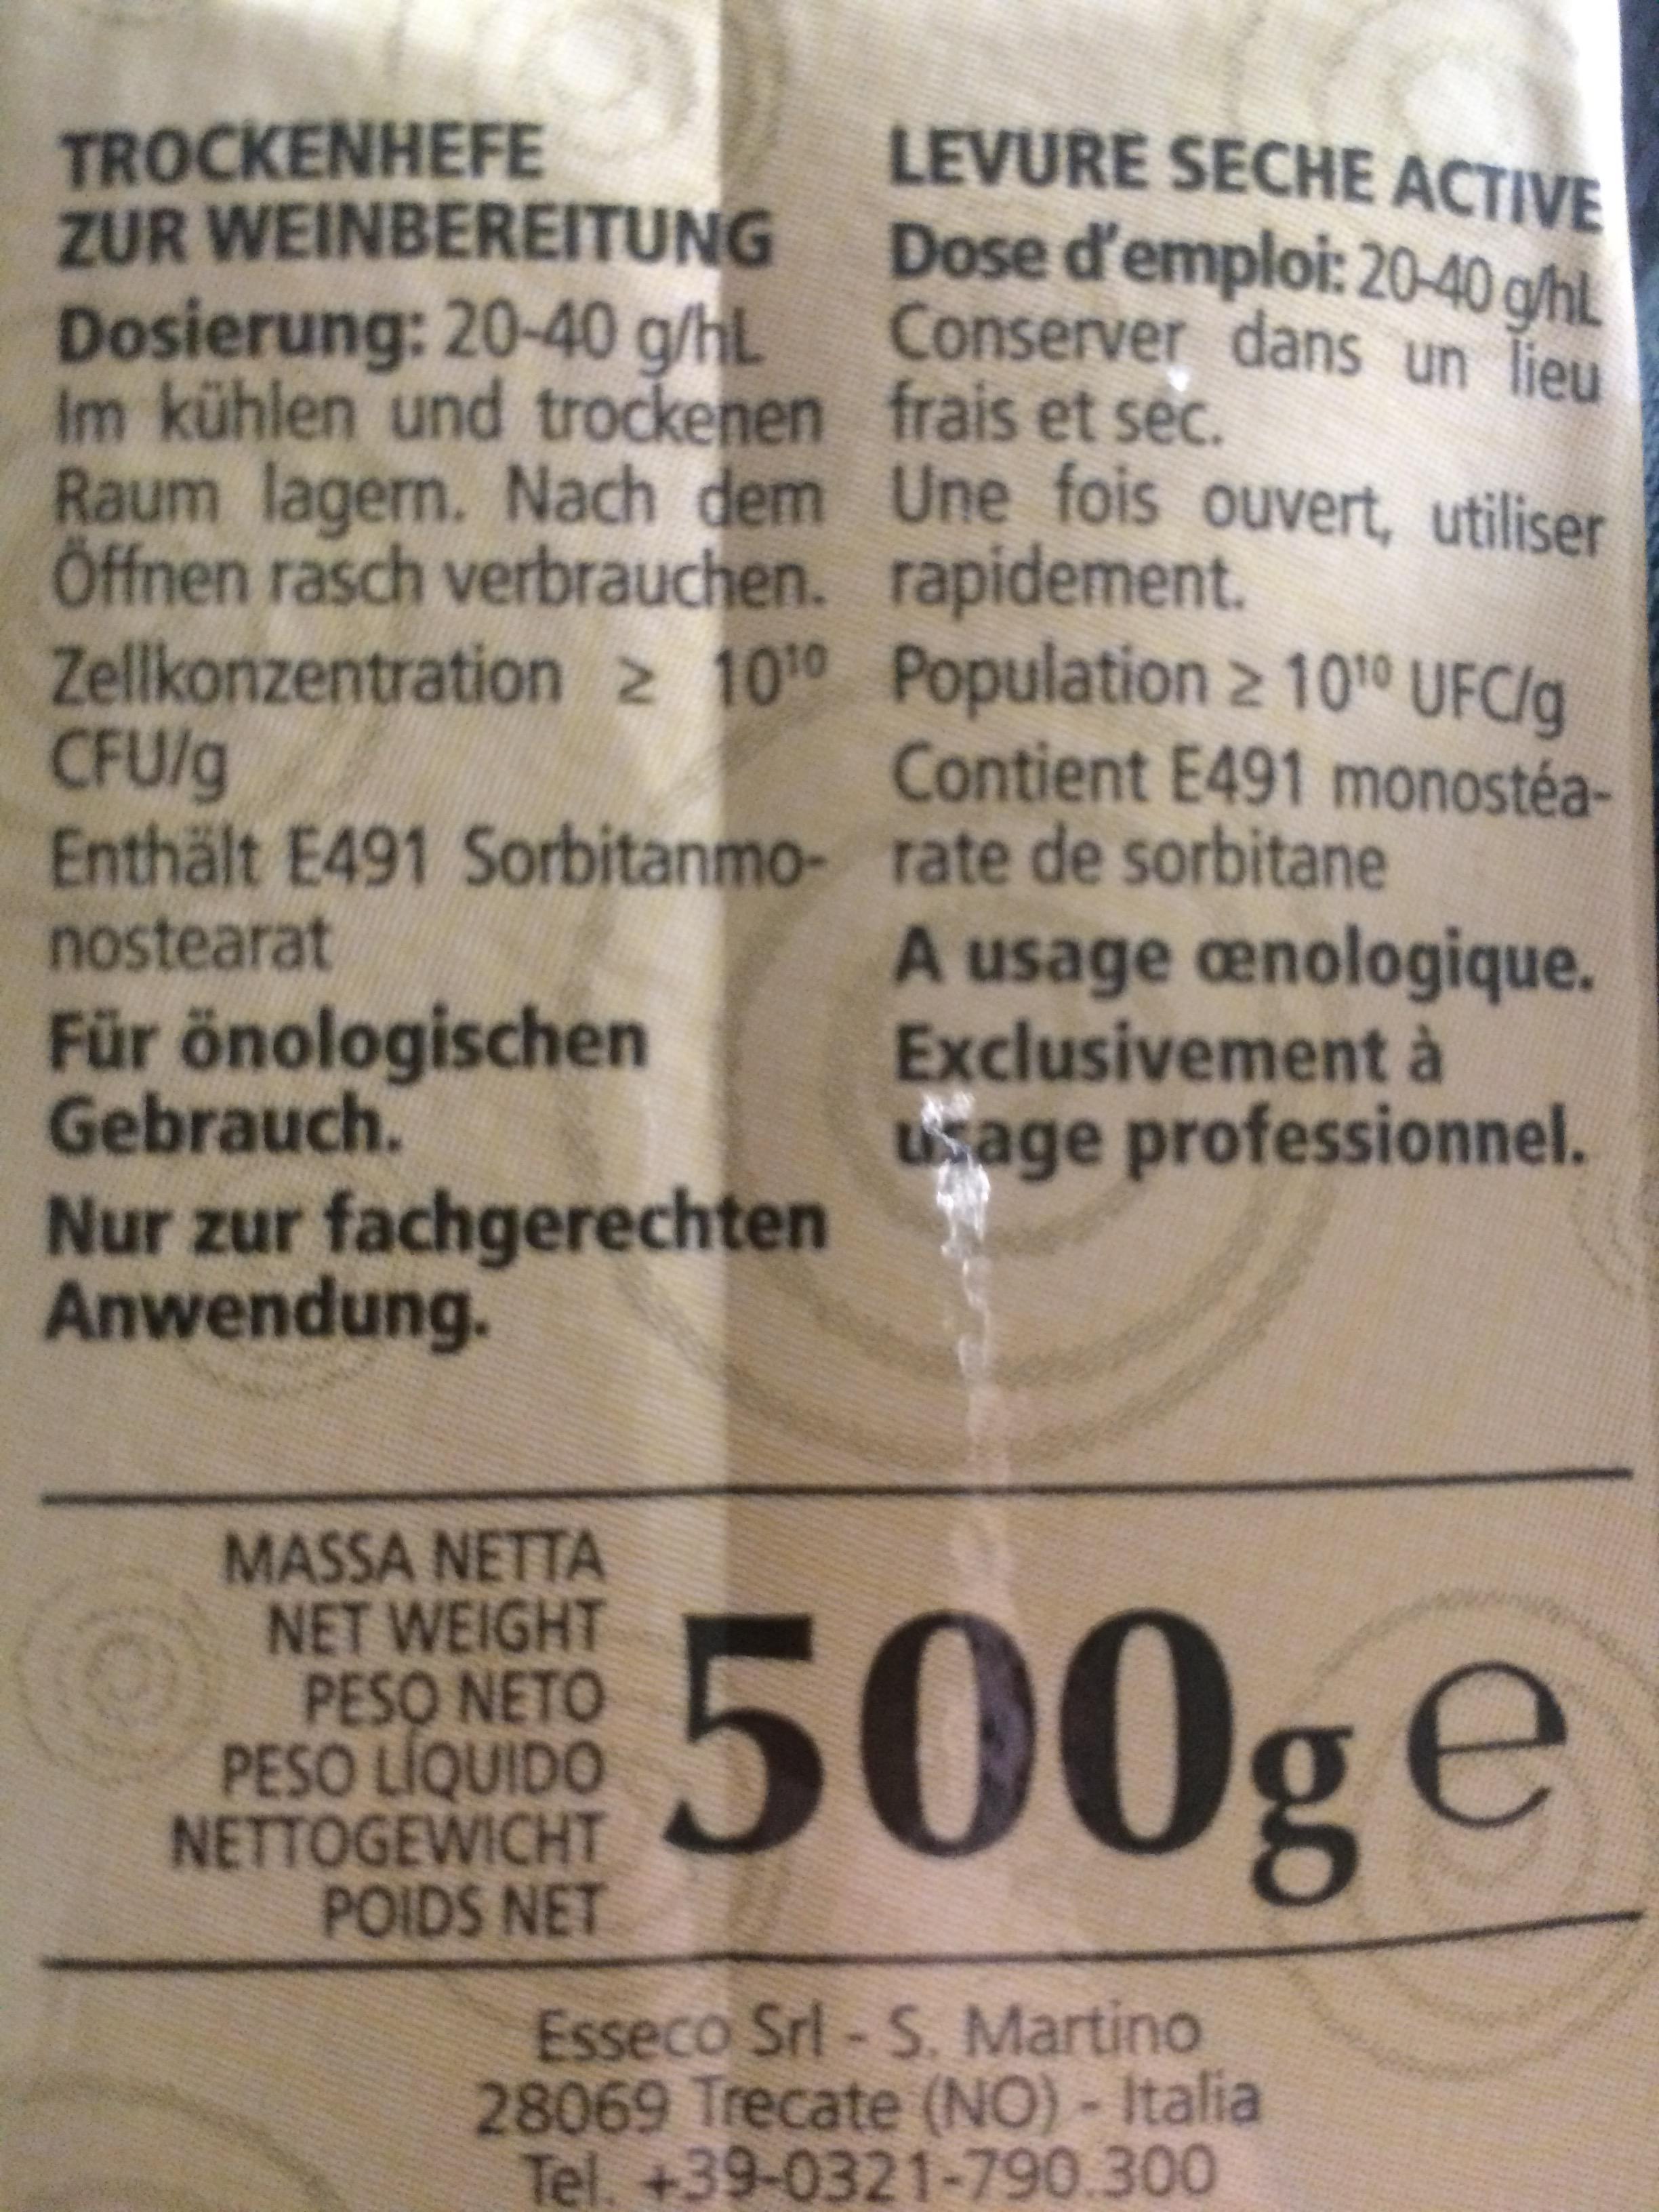 TROCKENHEFE
ZUR WEINBEREITUNG
Dosierung: 20-40 g/hL
Im kühlen und trockenen
Raum lagern. Nach dem
Öffnen rasch verbrauchen.
Zellkonzentration ≥ 10¹⁰
CFU/g
Enthält E491 Sorbitanmo-
nostearat
Für önologischen
Gebrauch.
Nur zur fachgerechten
Anwendung.
LEVURE SECHE ACTIVE
Dose d'emploi: 20-40 g/hL
Conserver dans un lieu
frais et sec.
Une fois ouvert, utiliser
rapidement.
Population ≥ 10¹⁰ UFC/g
Contient E491 monostéa-
rate de sorbitane
A usage œnologique.
Exclusivement à
usage professionnel.
MASSA NETTA
NET WEIGHT
PESO NETO
PESO LÍQUIDO
NETTOGEWICHT
POIDS NET
500g e
Esseco Srl - S. Martino
28069 Trecate (NO) - Italia
Tel. +39-0321-790.300